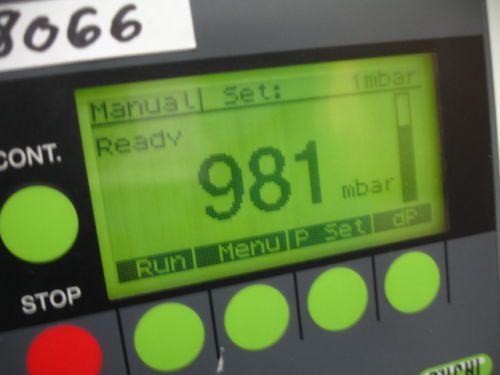 8066
Manual| Set: 1mbar
Ready
CONT.
981 mbar
Run Menu P Set dP
STOP